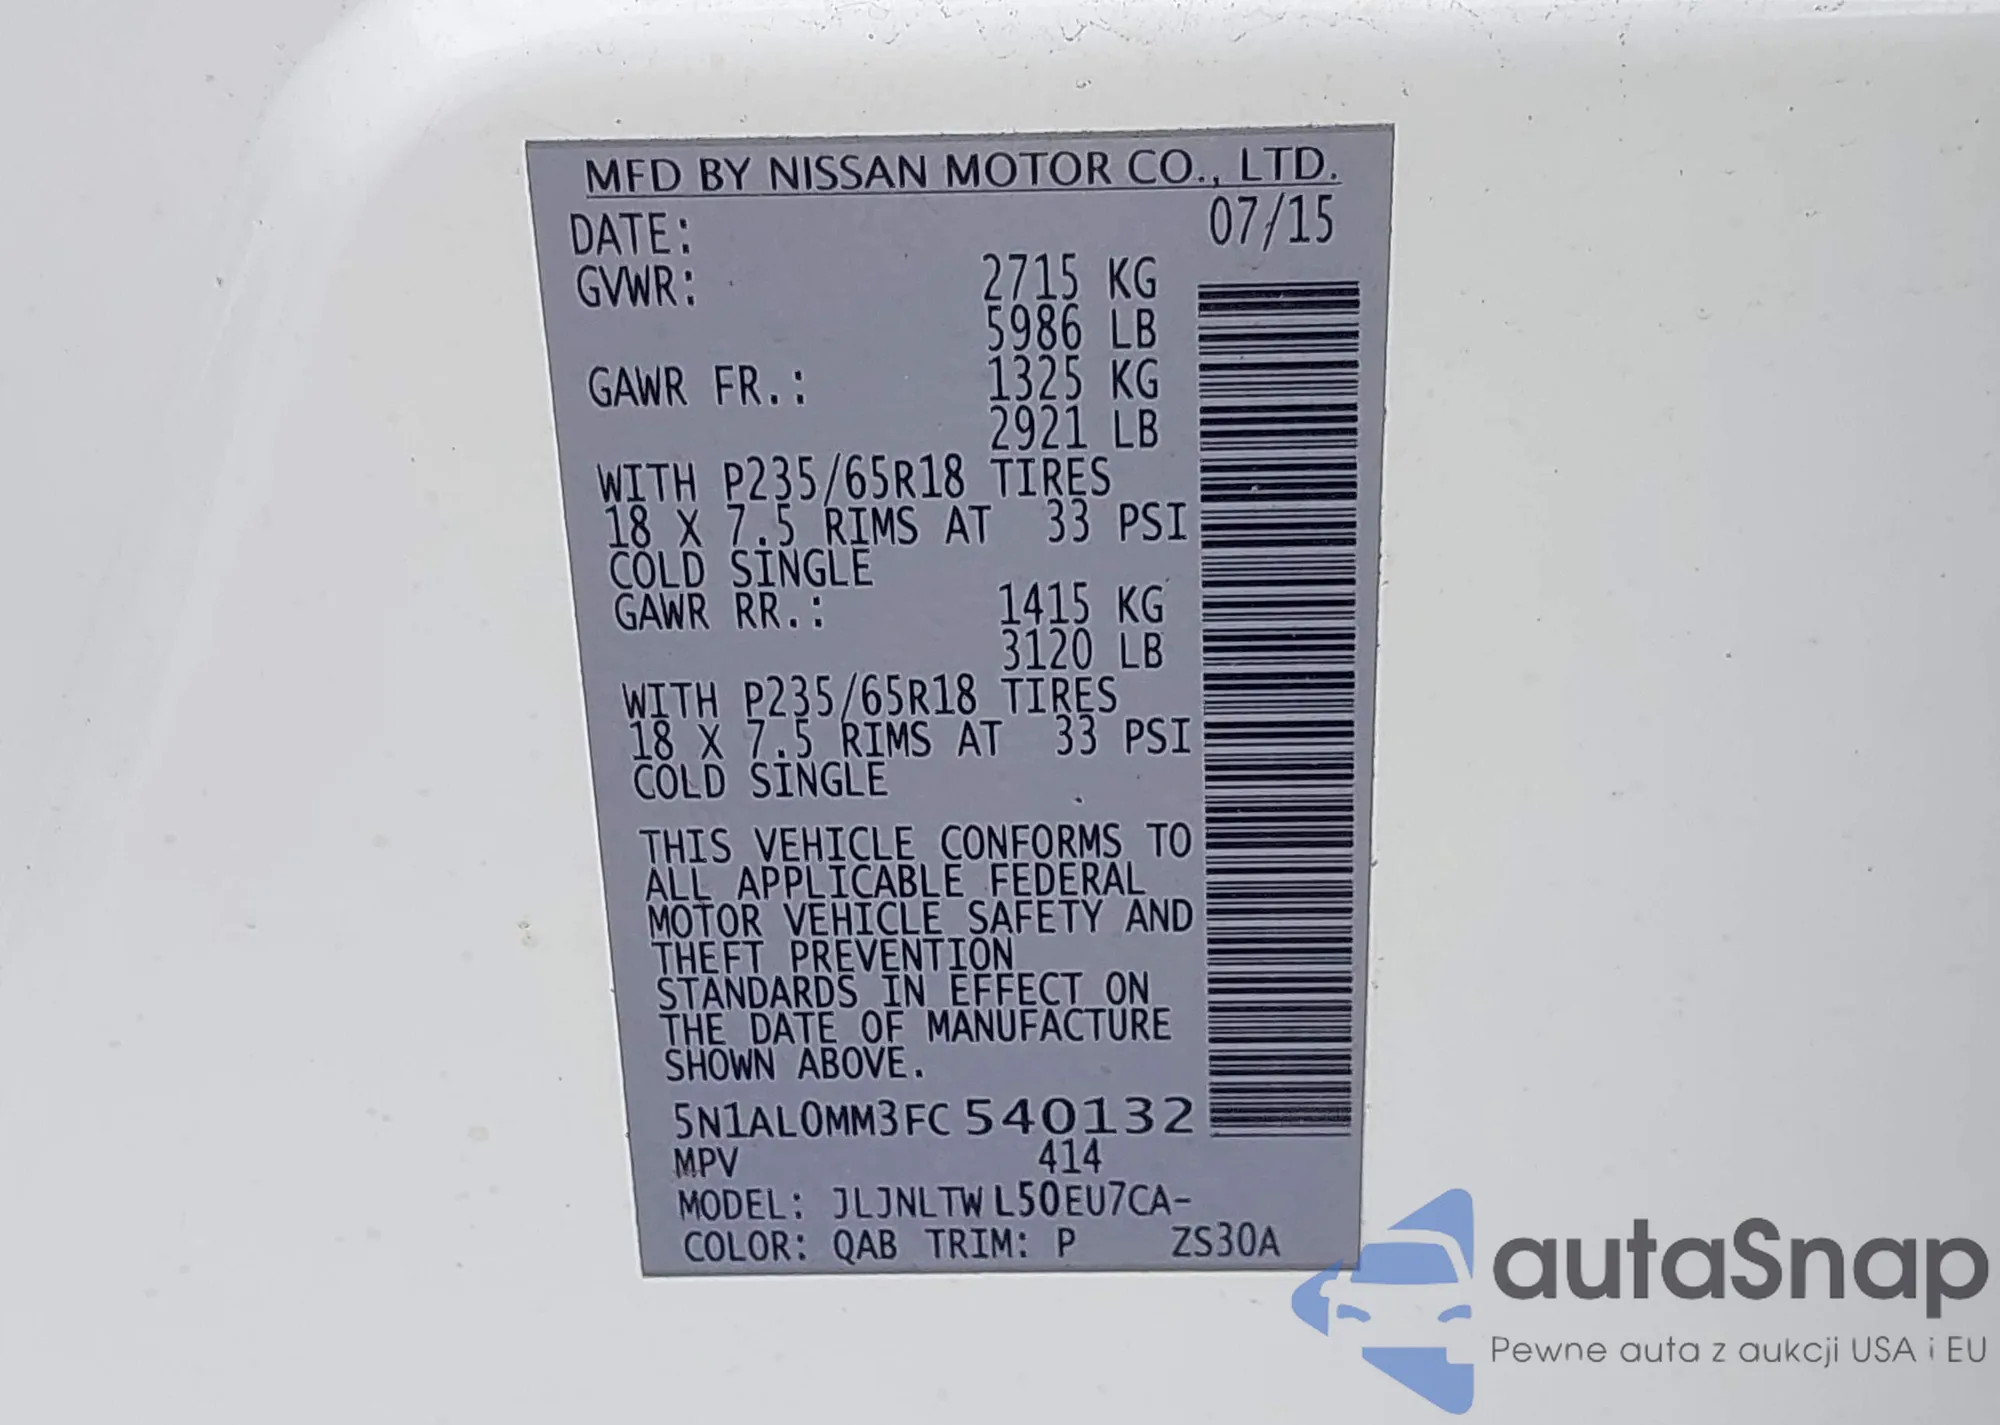 MFD BY NISSAN MOTOR CO., LTD.
DATE: 07/15
GVWR: 2715 KG
5986 LB
GAWR FR.: 1325 KG
2921 LB
WITH P235/65R18 TIRES
18 X 7.5 RIMS AT 33 PSI
COLD SINGLE
GAWR RR.: 1415 KG
3120 LB
WITH P235/65R18 TIRES
18 X 7.5 RIMS AT 33 PSI
COLD SINGLE
THIS VEHICLE CONFORMS TO
ALL APPLICABLE FEDERAL
MOTOR VEHICLE SAFETY AND
THEFT PREVENTION
STANDARDS IN EFFECT ON
THE DATE OF MANUFACTURE
SHOWN ABOVE.
5N1AL0MM3FC540132
MPV 414
MODEL: JLJNLTWL50EU7CA-
COLOR: QAB TRIM: P ZS30A
autaSnap
Pewne auta z aukcji USA i EU